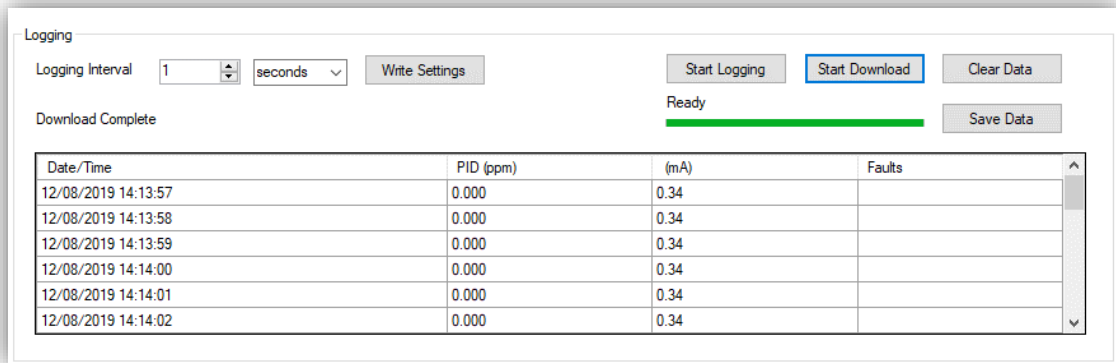 Logging
Logging Interval 1 seconds Write Settings Start Logging Start Download Clear Data
Ready
Download Complete Save Data
Date/Time PID (ppm) (mA) Faults
12/08/2019 14:13:57 0.000 0.34
12/08/2019 14:13:58 0.000 0.34
12/08/2019 14:13:59 0.000 0.34
12/08/2019 14:14:00 0.000 0.34
12/08/2019 14:14:01 0.000 0.34
12/08/2019 14:14:02 0.000 0.34